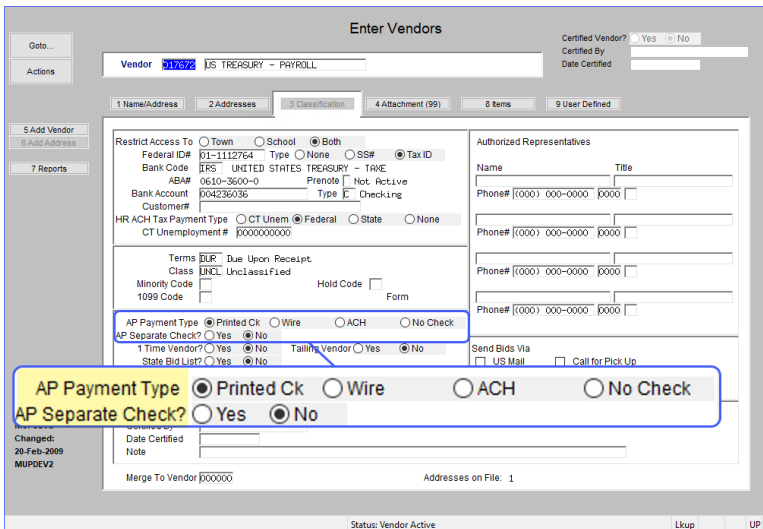 Enter Vendors
Goto...
Actions
Certified Vendor? Yes No
Certified By
Date Certified
Vendor 017672 US TREASURY - PAYROLL
1 Name/Address 2 Addresses 3 Classification 4 Attachment (99) 8 Items 9 User Defined
5 Add Vendor
6 Add Address
7 Reports
Restrict Access To Town School Both
Federal ID# 01-1112764 Type None SS# Tax ID
Bank Code IRS UNITED STATES TREASURY - TAXE
ABA# 0610-3600-0 Prenote Not Active
Bank Account 004236036 Type C Checking
Customer#
HR ACH Tax Payment Type CT Unem Federal State None
CT Unemployment # 0000000000
Authorized Representatives
Name Title
Phone# (000) 000-0000 0000
Phone# (000) 000-0000 0000
Phone# (000) 000-0000 0000
Phone# (000) 000-0000 0000
Terms DUR Due Upon Receipt
Class UNCL Unclassified
Minority Code Hold Code
1099 Code Form
AP Payment Type Printed Ck Wire ACH No Check
AP Separate Check? Yes No
1 Time Vendor? Yes No Tailing Vendor Yes No
State Bid List? Yes No
Send Bids Via
US Mail Call for Pick Up
AP Payment Type Printed Ck Wire ACH No Check
AP Separate Check? Yes No
Changed:
20-Feb-2009
MUPDEV2
Date Certified
Note
Merge To Vendor 000000 Addresses on File: 1
Status: Vendor Active Lkup UP